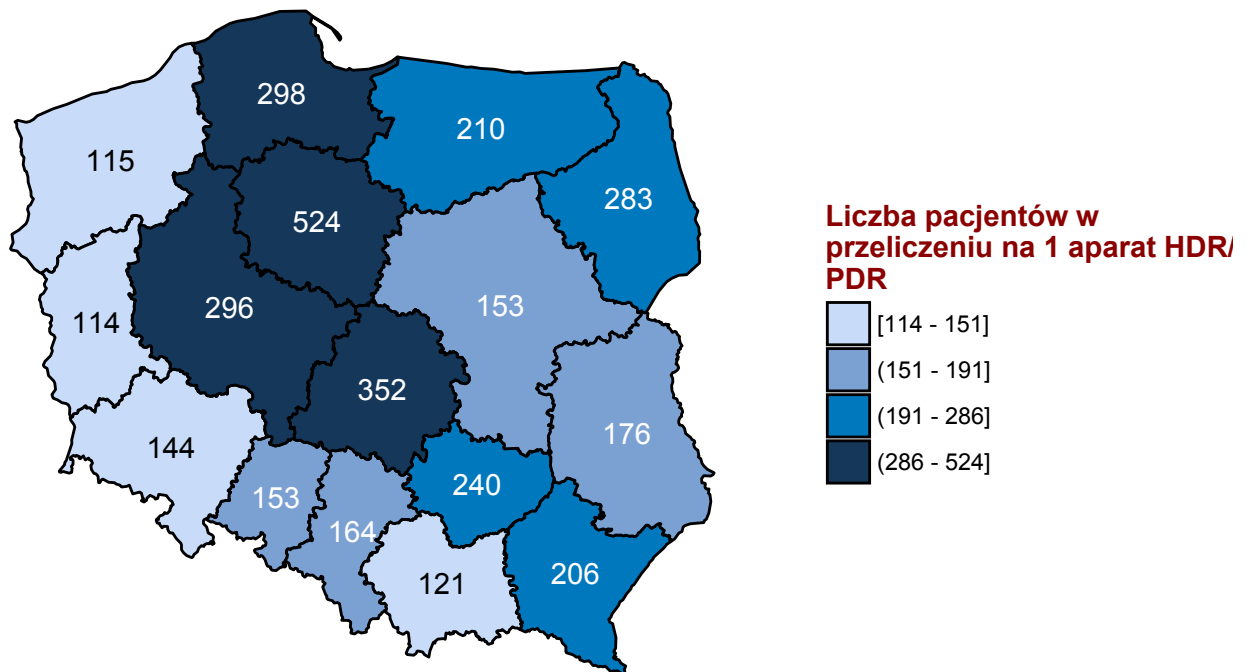 298
210
115
283
524
153
296
114
352
176
144
240
153
164
206
121
Liczba pacjentów w
przeliczeniu na 1 aparat HDR/
PDR
[114 - 151]
(151 - 191]
(191 - 286]
(286 - 524]